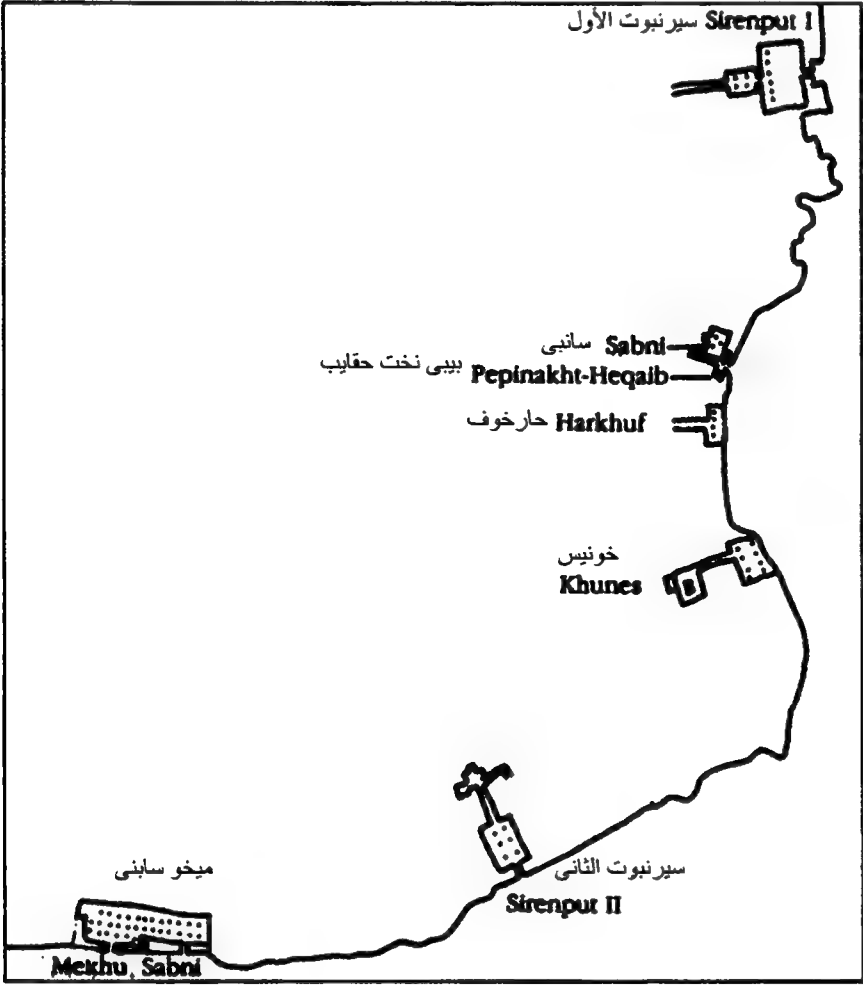 سيرنبوت الأول Sirenput I
سانبى Sabni
بيبى نخت حقايب Pepinakht-Heqaib
حارخوف Harkhuf
خونيس
Khunes
سيرنبوت الثانى
Sirenput II
ميخو سابنى
Mekhu, Sabni